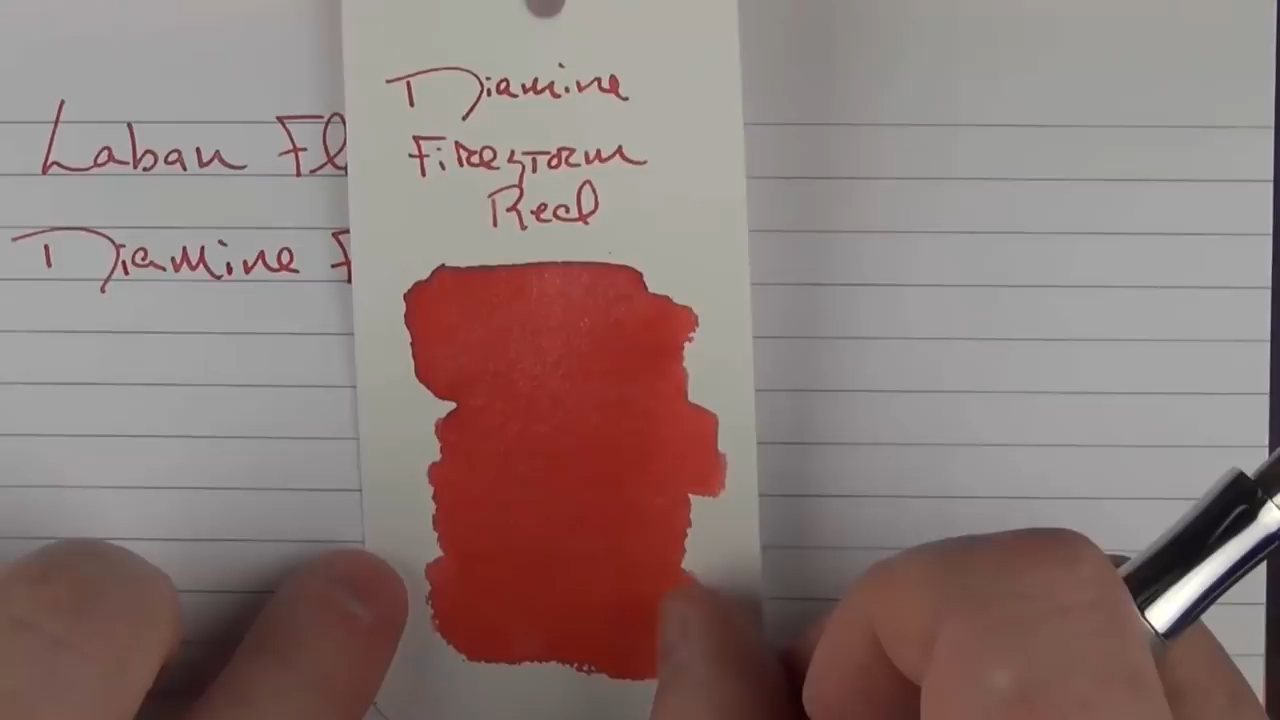 Diamine
Firestorm
Red
Laban Fl
Diamine F